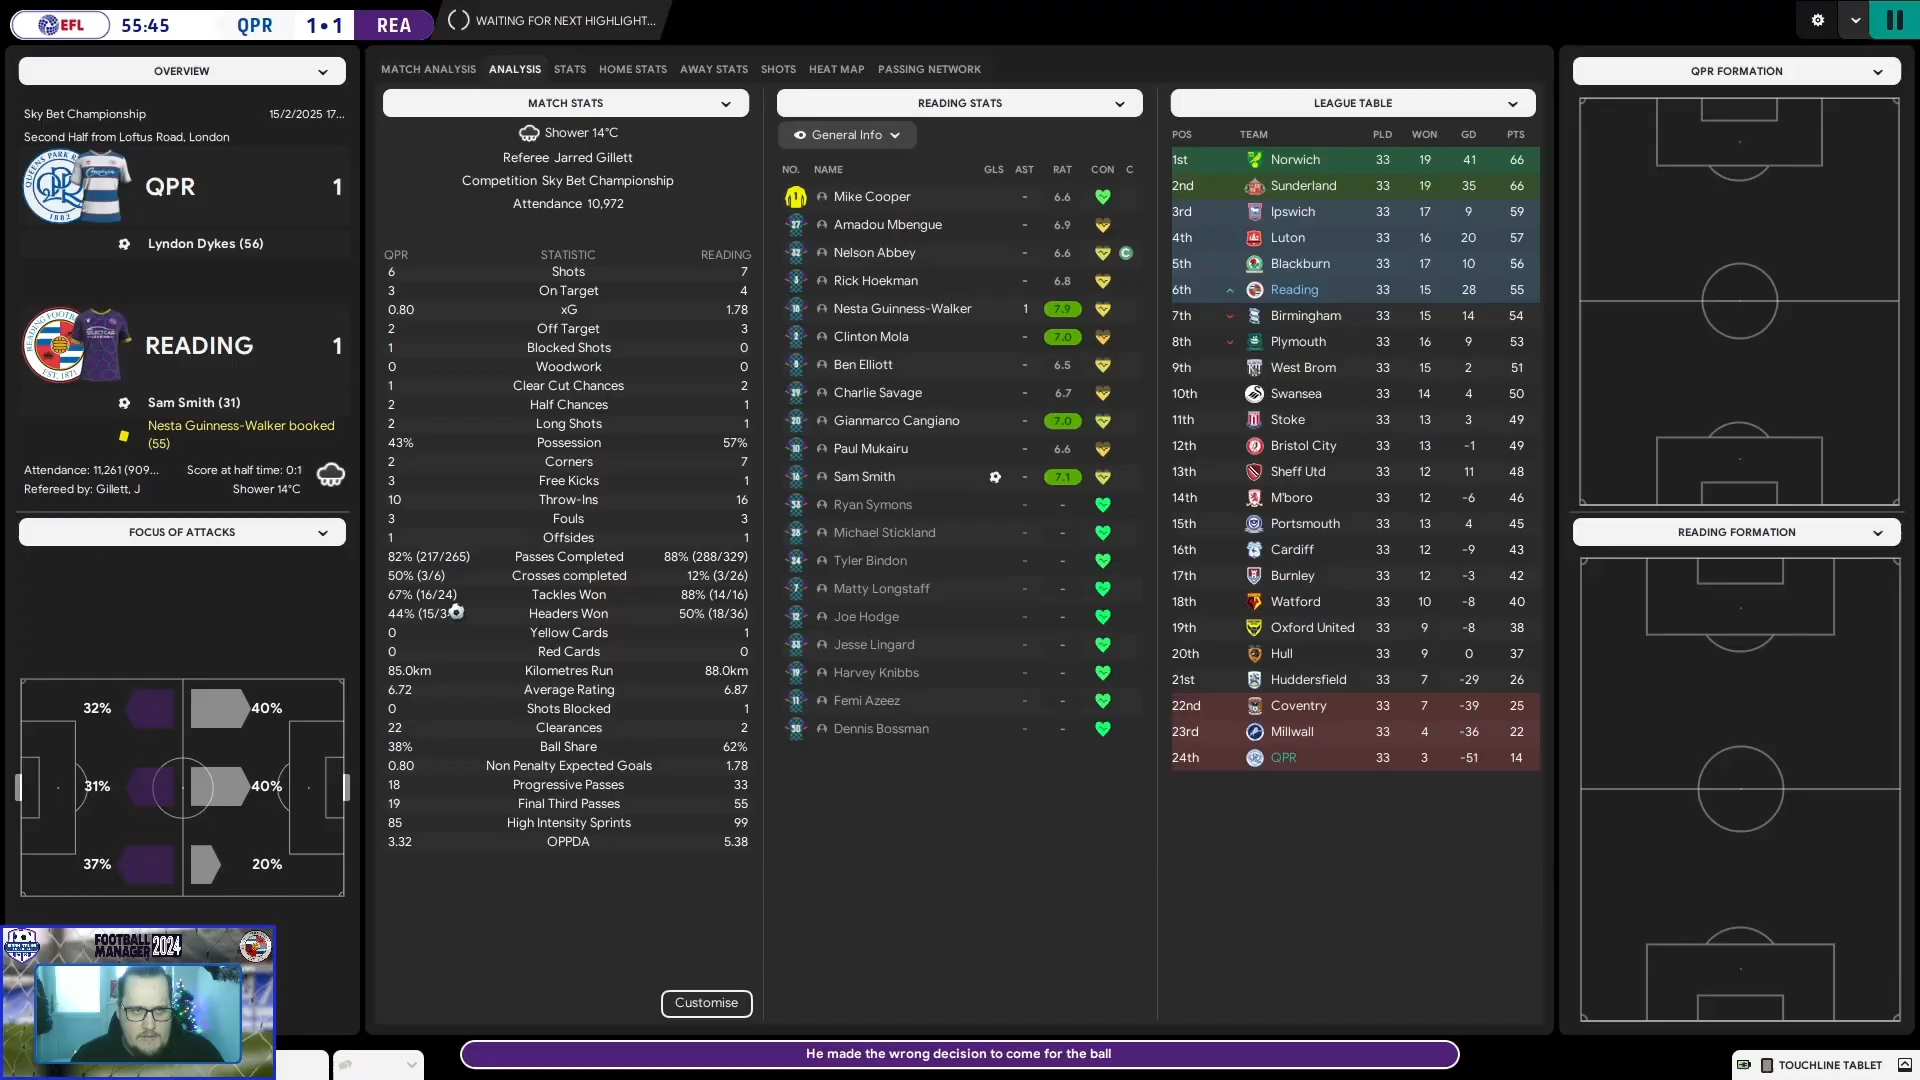 EFL 55:45 QPR 1•1 REA WAITING FOR NEXT HIGHLIGHT...
OVERVIEW
Sky Bet Championship 15/2/2025 17...
Second Half from Loftus Road, London
QPR 1
Lyndon Dykes (56)
READING 1
Sam Smith (31)
Nesta Guinness-Walker booked
(55)
Attendance: 11,261 (909... Score at half time: 0:1
Refereed by: Gillett, J Shower 14°C
FOCUS OF ATTACKS
32% 40%
31% 40%
37% 20%
FOOTBALL
MANAGER 2024
MATCH ANALYSIS ANALYSIS STATS HOME STATS AWAY STATS SHOTS HEAT MAP PASSING NETWORK
MATCH STATS
Shower 14°C
Referee Jarred Gillett
Competition Sky Bet Championship
Attendance 10,972
QPR STATISTIC READING
6 Shots 7
3 On Target 4
0.80 xG 1.78
2 Off Target 3
1 Blocked Shots 0
0 Woodwork 0
1 Clear Cut Chances 2
2 Half Chances 1
2 Long Shots 1
43% Possession 57%
2 Corners 7
3 Free Kicks 1
10 Throw-Ins 16
3 Fouls 3
1 Offsides 1
82% (217/265) Passes Completed 88% (288/329)
50% (3/6) Crosses completed 12% (3/26)
67% (16/24) Tackles Won 88% (14/16)
44% (15/3 Headers Won 50% (18/36)
0 Yellow Cards 1
0 Red Cards 0
85.0km Kilometres Run 88.0km
6.72 Average Rating 6.87
0 Shots Blocked 1
22 Clearances 2
38% Ball Share 62%
0.80 Non Penalty Expected Goals 1.78
18 Progressive Passes 33
19 Final Third Passes 55
85 High Intensity Sprints 99
3.32 OPPDA 5.38
Customise
READING STATS
General Info
NO. NAME GLS AST RAT CON C
1 Mike Cooper - 6.6
27 Amadou Mbengue - 6.9
32 Nelson Abbey - 6.6 C
Rick Hoekman - 6.8
18 Nesta Guinness-Walker 1 7.9
2 Clinton Mola - 7.0
Ben Elliott - 6.5
29 Charlie Savage - 6.7
20 Gianmarco Cangiano - 7.0
10 Paul Mukairu - 6.6
16 Sam Smith - 7.1
Ryan Symons - -
Michael Stickland - -
24 Tyler Bindon - -
7 Matty Longstaff - -
12 Joe Hodge - -
Jesse Lingard - -
19 Harvey Knibbs - -
11 Femi Azeez - -
50 Dennis Bossman - -
LEAGUE TABLE
POS TEAM PLD WON GD PTS
1st Norwich 33 19 41 66
2nd Sunderland 33 19 35 66
3rd Ipswich 33 17 9 59
4th Luton 33 16 20 57
5th Blackburn 33 17 10 56
6th Reading 33 15 28 55
7th Birmingham 33 15 14 54
8th Plymouth 33 16 9 53
9th West Brom 33 15 2 51
10th Swansea 33 14 4 50
11th Stoke 33 13 3 49
12th Bristol City 33 13 -1 49
13th Sheff Utd 33 12 11 48
14th M'boro 33 12 -6 46
15th Portsmouth 33 13 4 45
16th Cardiff 33 12 -9 43
17th Burnley 33 12 -3 42
18th Watford 33 10 -8 40
19th Oxford United 33 9 -8 38
20th Hull 33 9 0 37
21st Huddersfield 33 7 -29 26
22nd Coventry 33 7 -39 25
23rd Millwall 33 4 -36 22
24th QPR 33 3 -51 14
QPR FORMATION
READING FORMATION
He made the wrong decision to come for the ball
TOUCHLINE TABLET